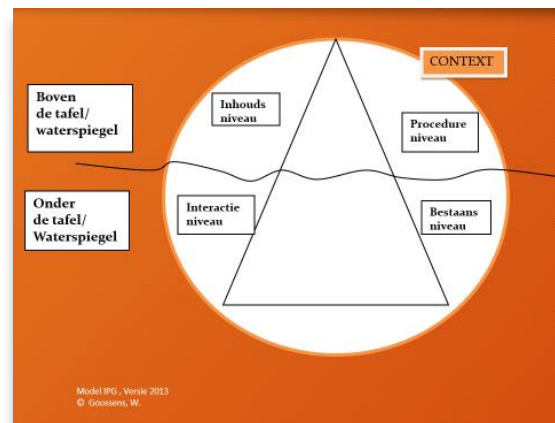 CONTEXT
Boven
de tafel/
waterspiegel
Inhouds
niveau
Procedure
niveau
Onder
de tafel/
Waterspiegel
Interactie
niveau
Bestaans
niveau
Model IPG , Versie 2013
© Goossens, W.